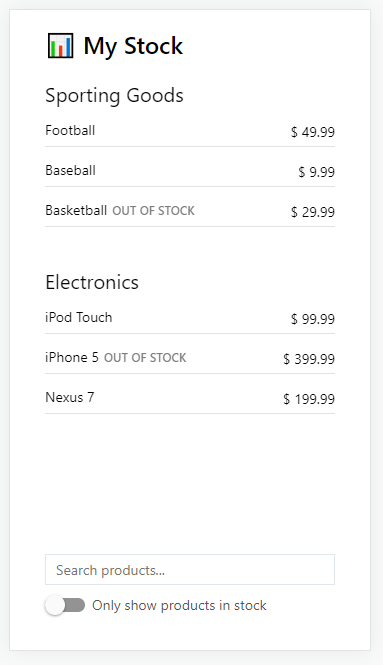 My Stock
Sporting Goods
Football $ 49.99
Baseball $ 9.99
Basketball OUT OF STOCK $ 29.99
Electronics
iPod Touch $ 99.99
iPhone 5 OUT OF STOCK $ 399.99
Nexus 7 $ 199.99
Search products...
Only show products in stock